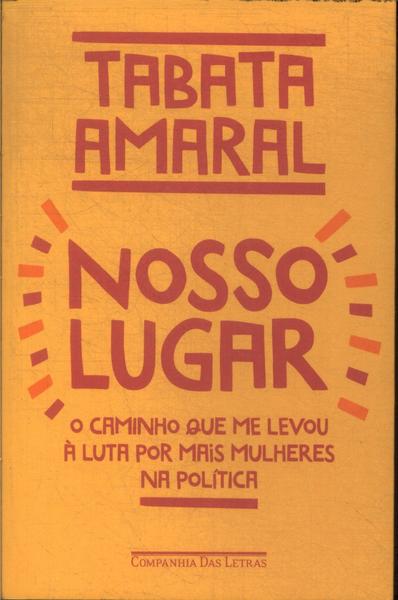 TABATA
AMARAL
NOSSO
LUGAR
O CAMINHO QUE ME LEVOU
À LUTA POR MAIS MULHERES
NA POLÍTICA
COMPANHIA DAS LETRAS